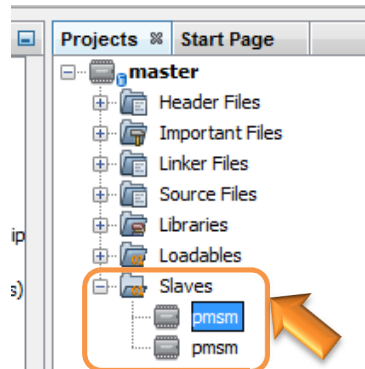 Projects Start Page
master
Header Files
Important Files
Linker Files
Source Files
ip
Libraries
Loadables
s)
Slaves
pmsm
pmsm